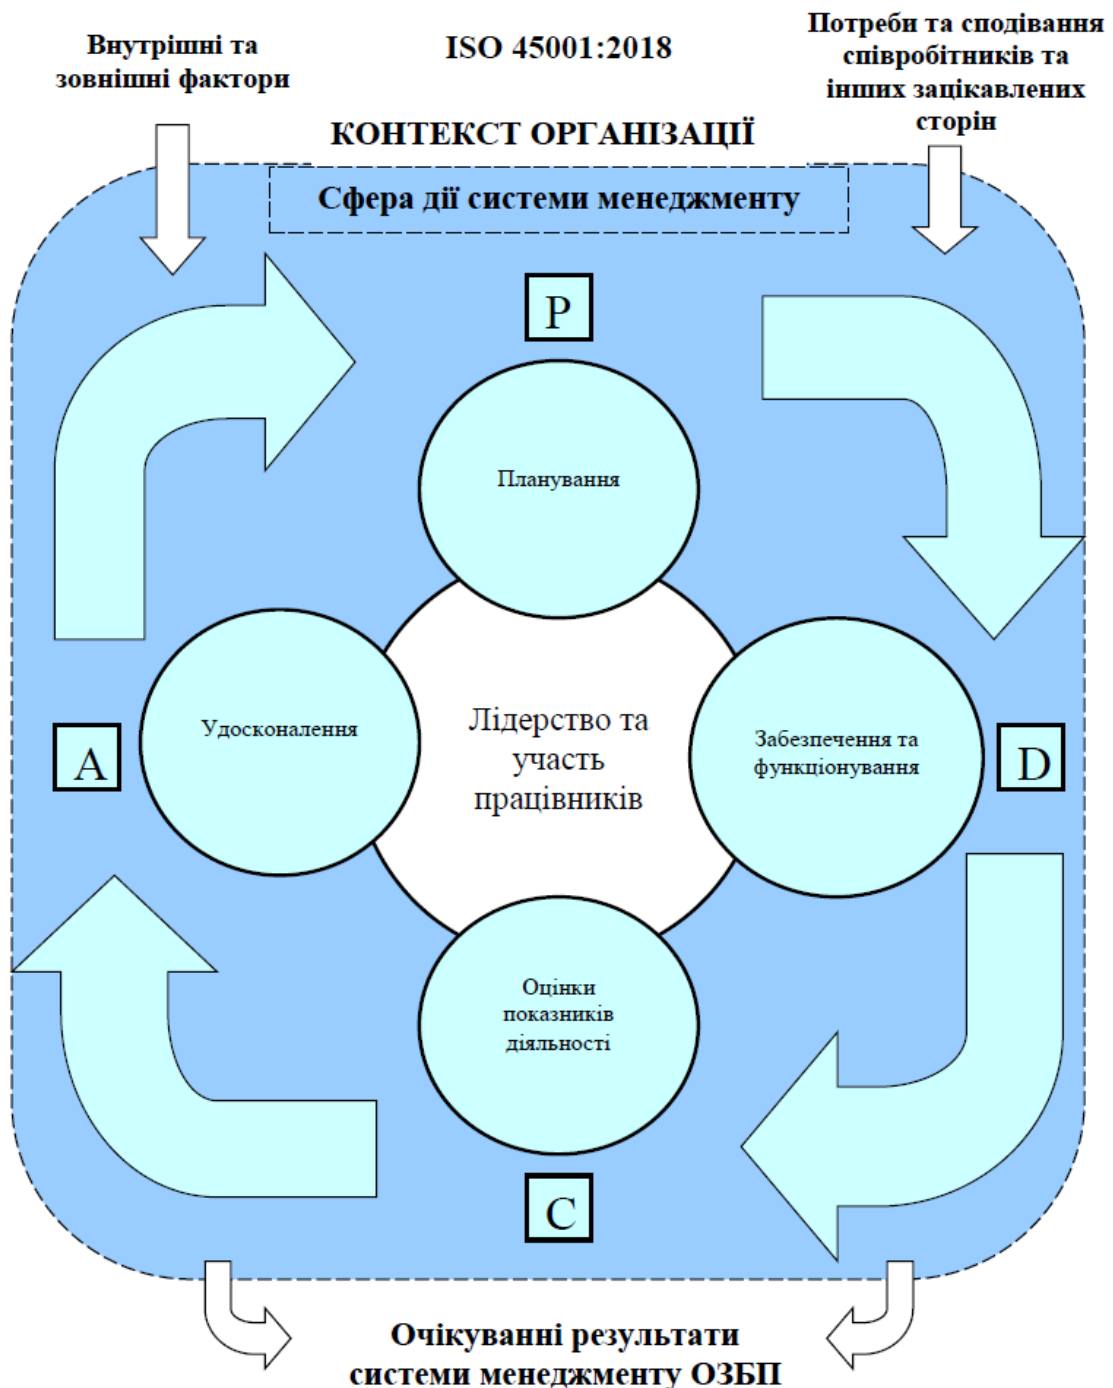 Внутрішні та
зовнішні фактори
ISO 45001:2018
Потреби та сподівання
співробітників та
інших зацікавлених
сторін
КОНТЕКСТ ОРГАНІЗАЦІЇ
Сфера дії системи менеджменту
P
Планування
A
Удосконалення
Лідерство та
участь
працівників
Забезпечення та
функціонування
D
Оцінки
показників
діяльності
C
Очікуванні результати
системи менеджменту ОЗБП